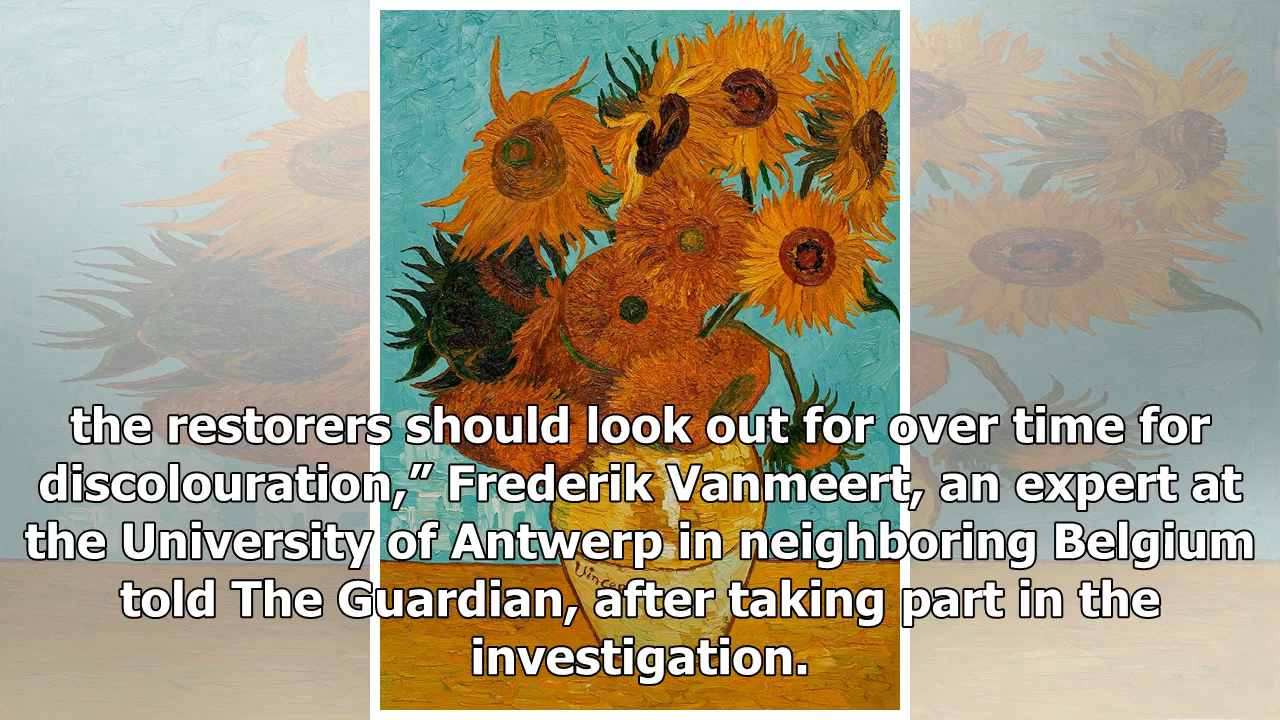 the restorers should look out for over time for
discolouration,” Frederik Vanmeert, an expert at
the University of Antwerp in neighboring Belgium
told The Guardian, after taking part in the
investigation.